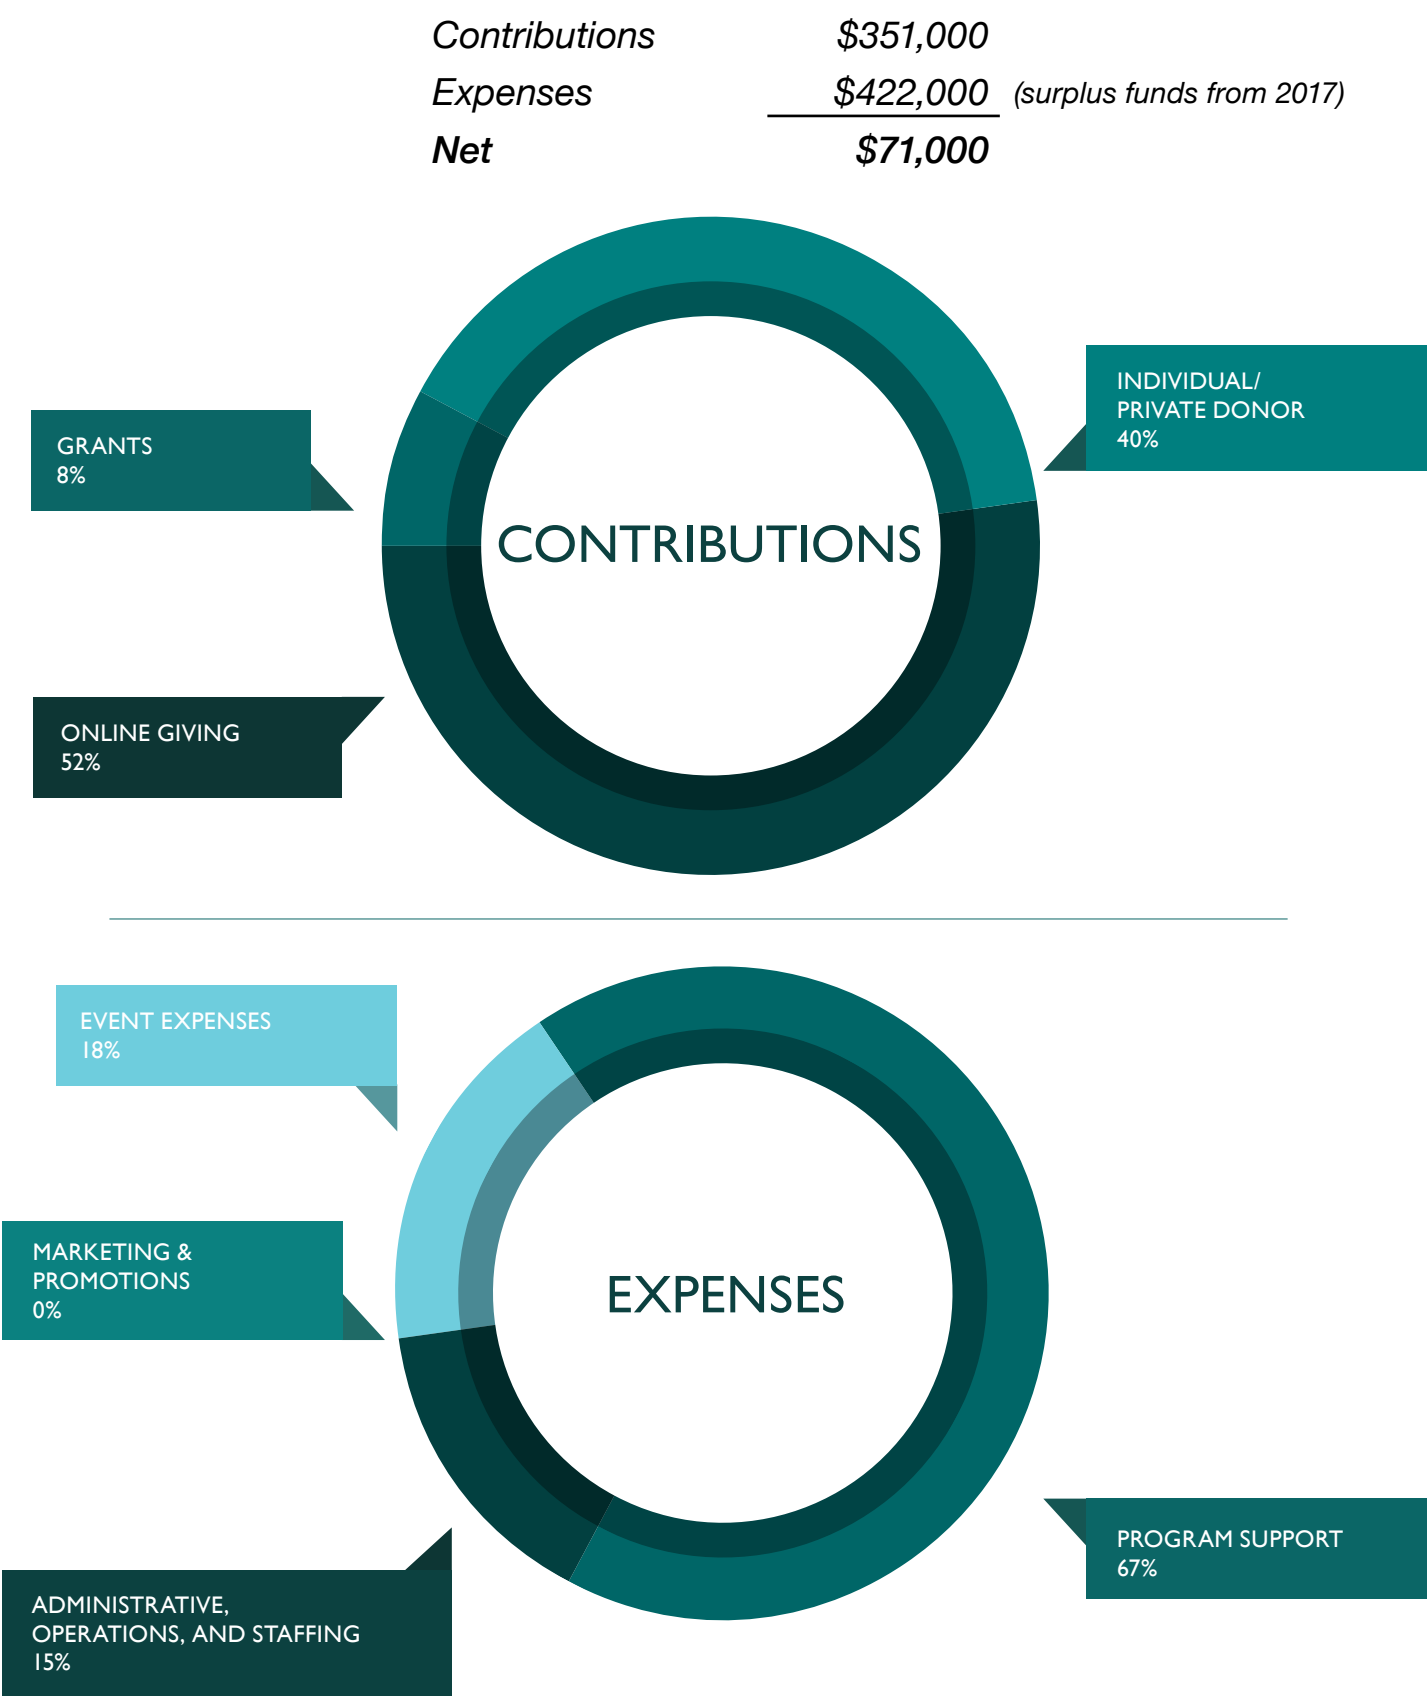 Contributions $351,000
Expenses $422,000 (surplus funds from 2017)
Net $71,000
INDIVIDUAL/
PRIVATE DONOR
40%
GRANTS
8%
CONTRIBUTIONS
ONLINE GIVING
52%
EVENT EXPENSES
18%
MARKETING &
PROMOTIONS
0%
EXPENSES
PROGRAM SUPPORT
67%
ADMINISTRATIVE,
OPERATIONS, AND STAFFING
15%